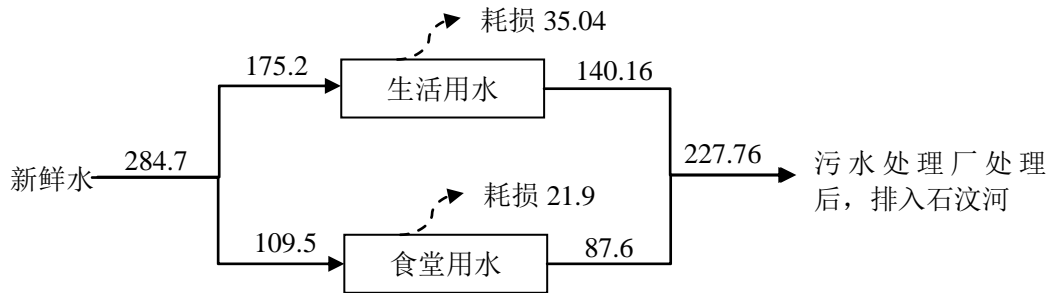 耗损 35.04
175.2
生活用水
140.16
新鲜水
284.7
227.76
污水处理厂处理
后，排入石汶河
耗损 21.9
109.5
食堂用水
87.6